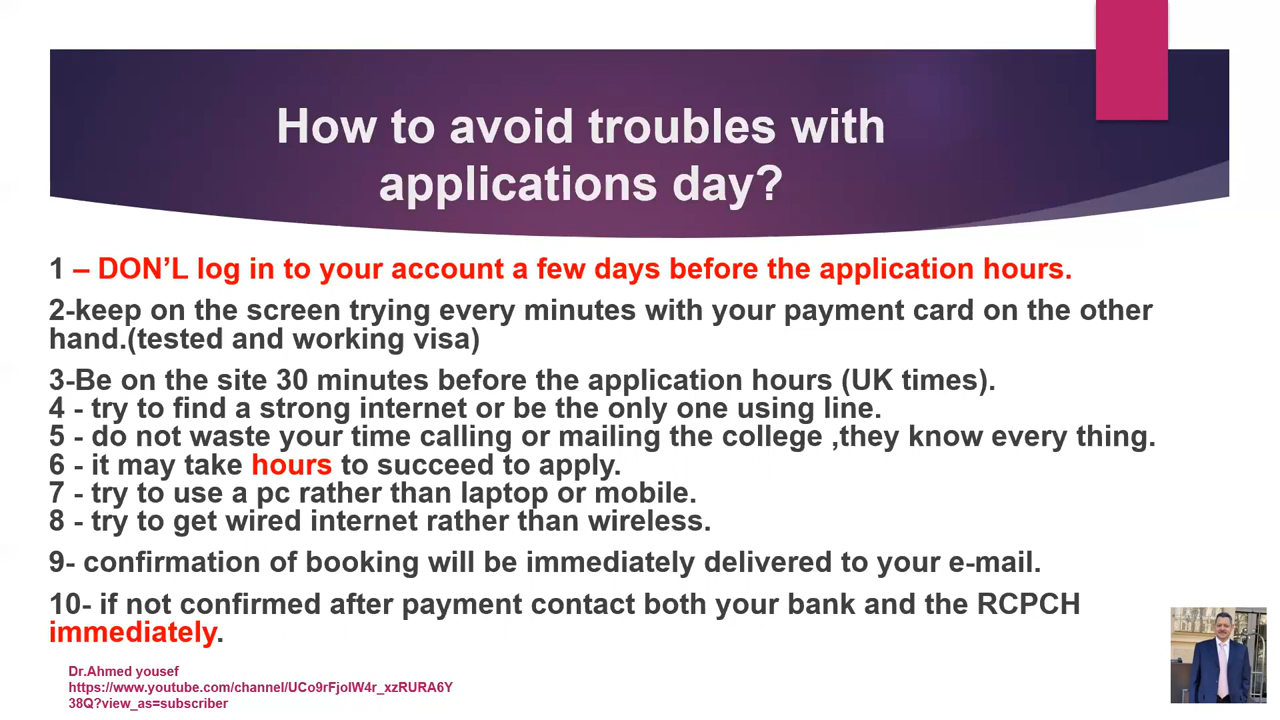 How to avoid troubles with
applications day?
1 – DON’L log in to your account a few days before the application hours.
2-keep on the screen trying every minutes with your payment card on the other
hand.(tested and working visa)
3-Be on the site 30 minutes before the application hours (UK times).
4 - try to find a strong internet or be the only one using line.
5 - do not waste your time calling or mailing the college ,they know every thing.
6 - it may take hours to succeed to apply.
7 - try to use a pc rather than laptop or mobile.
8 - try to get wired internet rather than wireless.
9- confirmation of booking will be immediately delivered to your e-mail.
10- if not confirmed after payment contact both your bank and the RCPCH
immediately.
Dr.Ahmed yousef
https://www.youtube.com/channel/UCo9rFjoIW4r_xzRURA6Y
38Q?view_as=subscriber